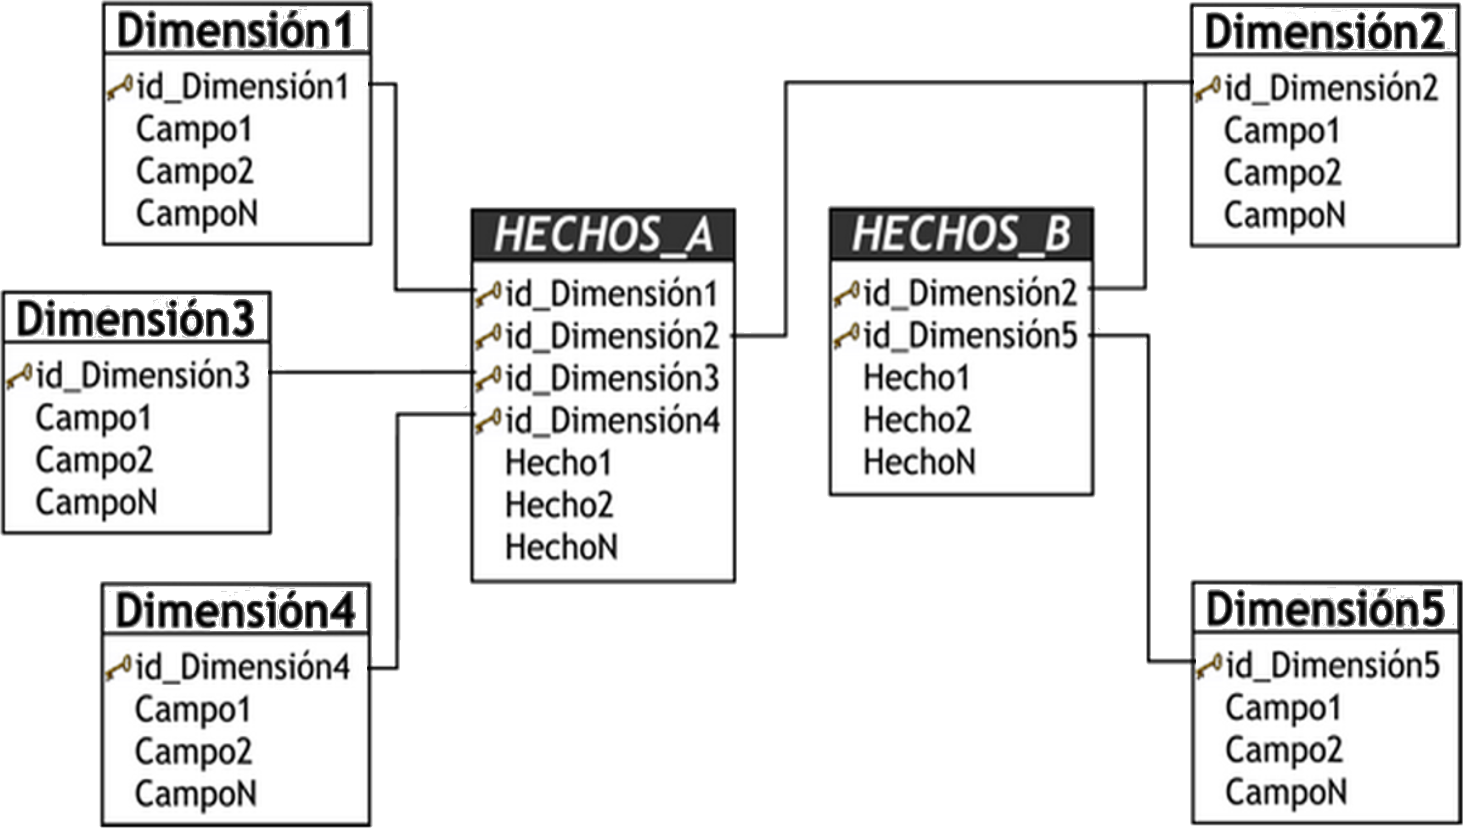 Dimensión1
id_Dimensión1
Campo1
Campo2
CampoN
Dimensión3
id_Dimensión3
Campo1
Campo2
CampoN
Dimensión4
id_Dimensión4
Campo1
Campo2
CampoN
HECHOS_A
id_Dimensión1
id_Dimensión2
id_Dimensión3
id_Dimensión4
Hecho1
Hecho2
HechoN
HECHOS_B
id_Dimensión2
id_Dimensión5
Hecho1
Hecho2
HechoN
Dimensión2
id_Dimensión2
Campo1
Campo2
CampoN
Dimensión5
id_Dimensión5
Campo1
Campo2
CampoN